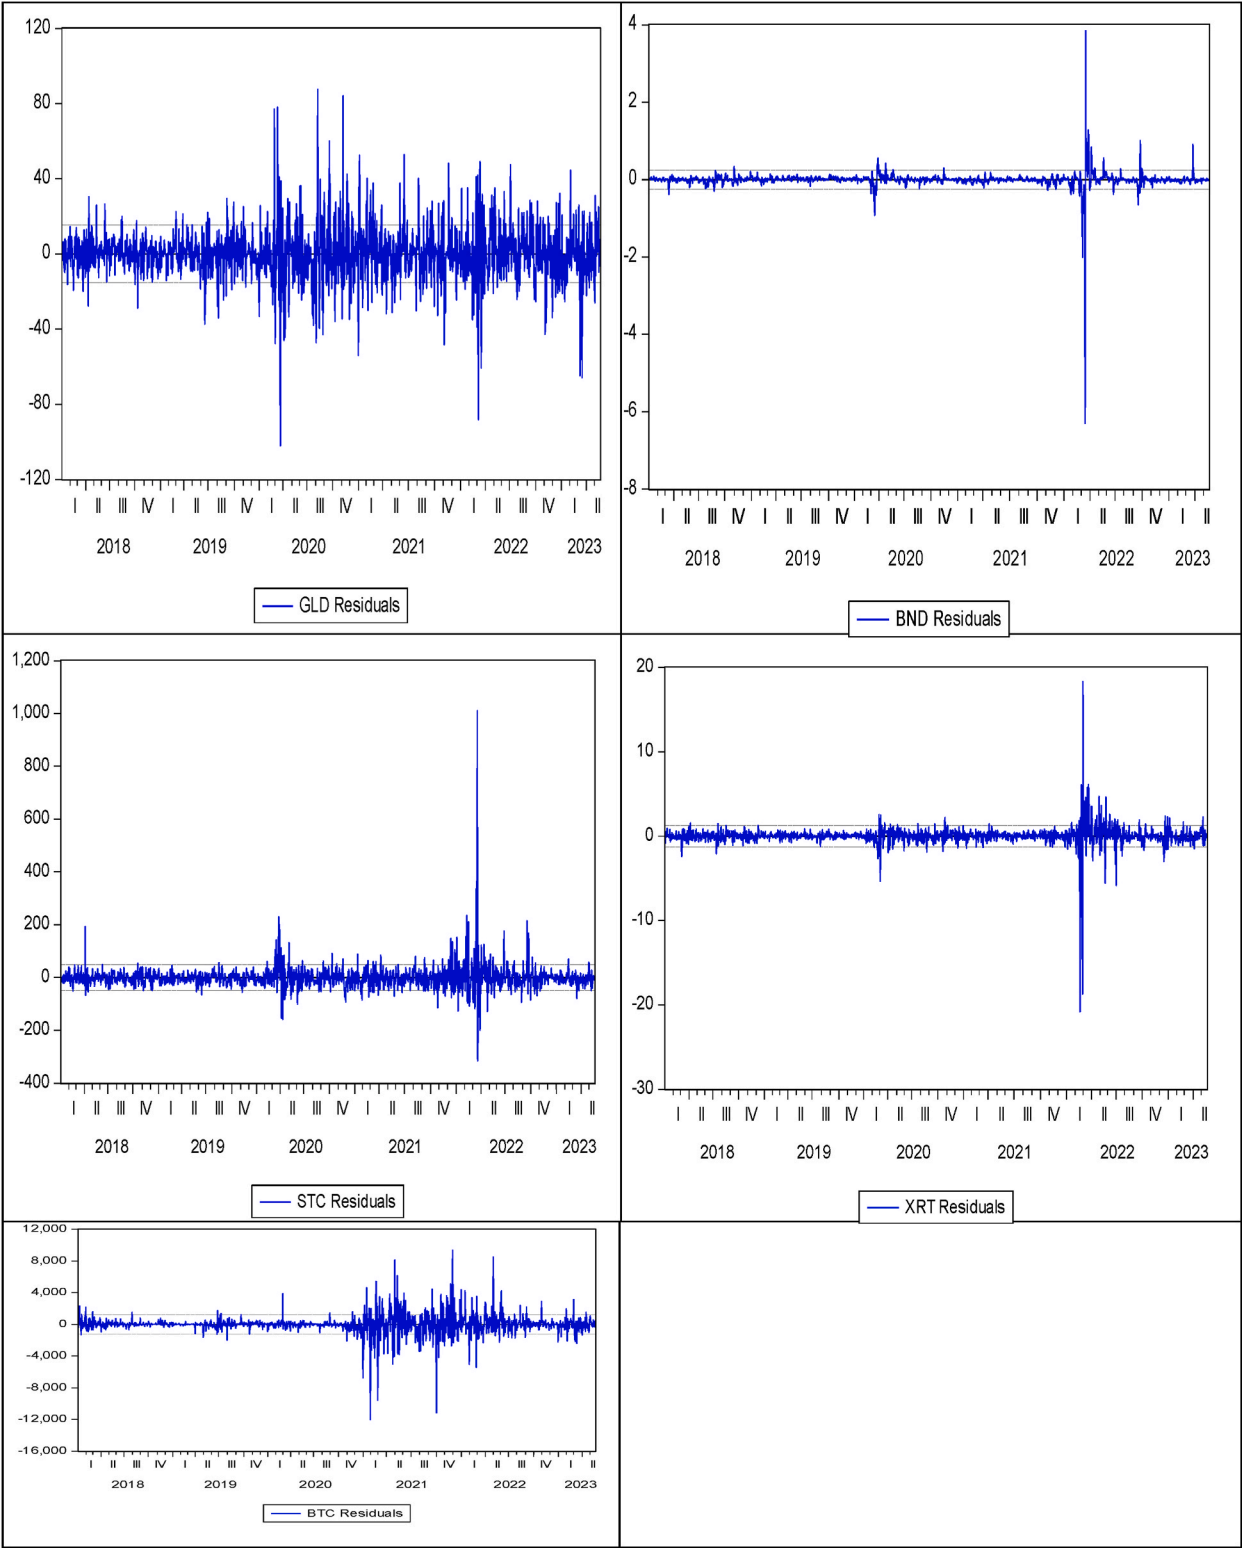 120
80
40
0
-40
-80
-120
I II III IV I II III IV I II III IV I II III IV I II III IV I II
2018 2019 2020 2021 2022 2023
GLD Residuals
4
2
0
-2
-4
-6
-8
I II III IV I II III IV I II III IV I II III IV I II III IV I II
2018 2019 2020 2021 2022 2023
BND Residuals
1,200
1,000
800
600
400
200
0
-200
-400
I II III IV I II III IV I II III IV I II III IV I II III IV I II
2018 2019 2020 2021 2022 2023
STC Residuals
20
10
0
-10
-20
-30
I II III IV I II III IV I II III IV I II III IV I II III IV I II
2018 2019 2020 2021 2022 2023
XRT Residuals
12,000
8,000
4,000
0
-4,000
-8,000
-12,000
-16,000
I II III IV I II III IV I II III IV I II III IV I II III IV I II
2018 2019 2020 2021 2022 2023
BTC Residuals